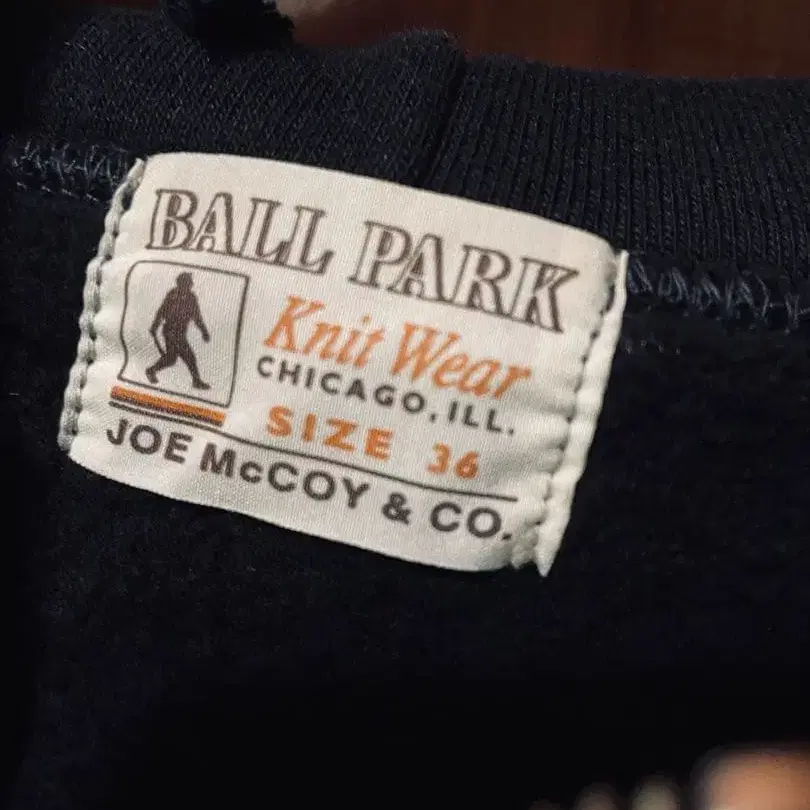 BALL PARK
Knit Wear
CHICAGO, ILL.
SIZE 36
JOE McCOY & CO.